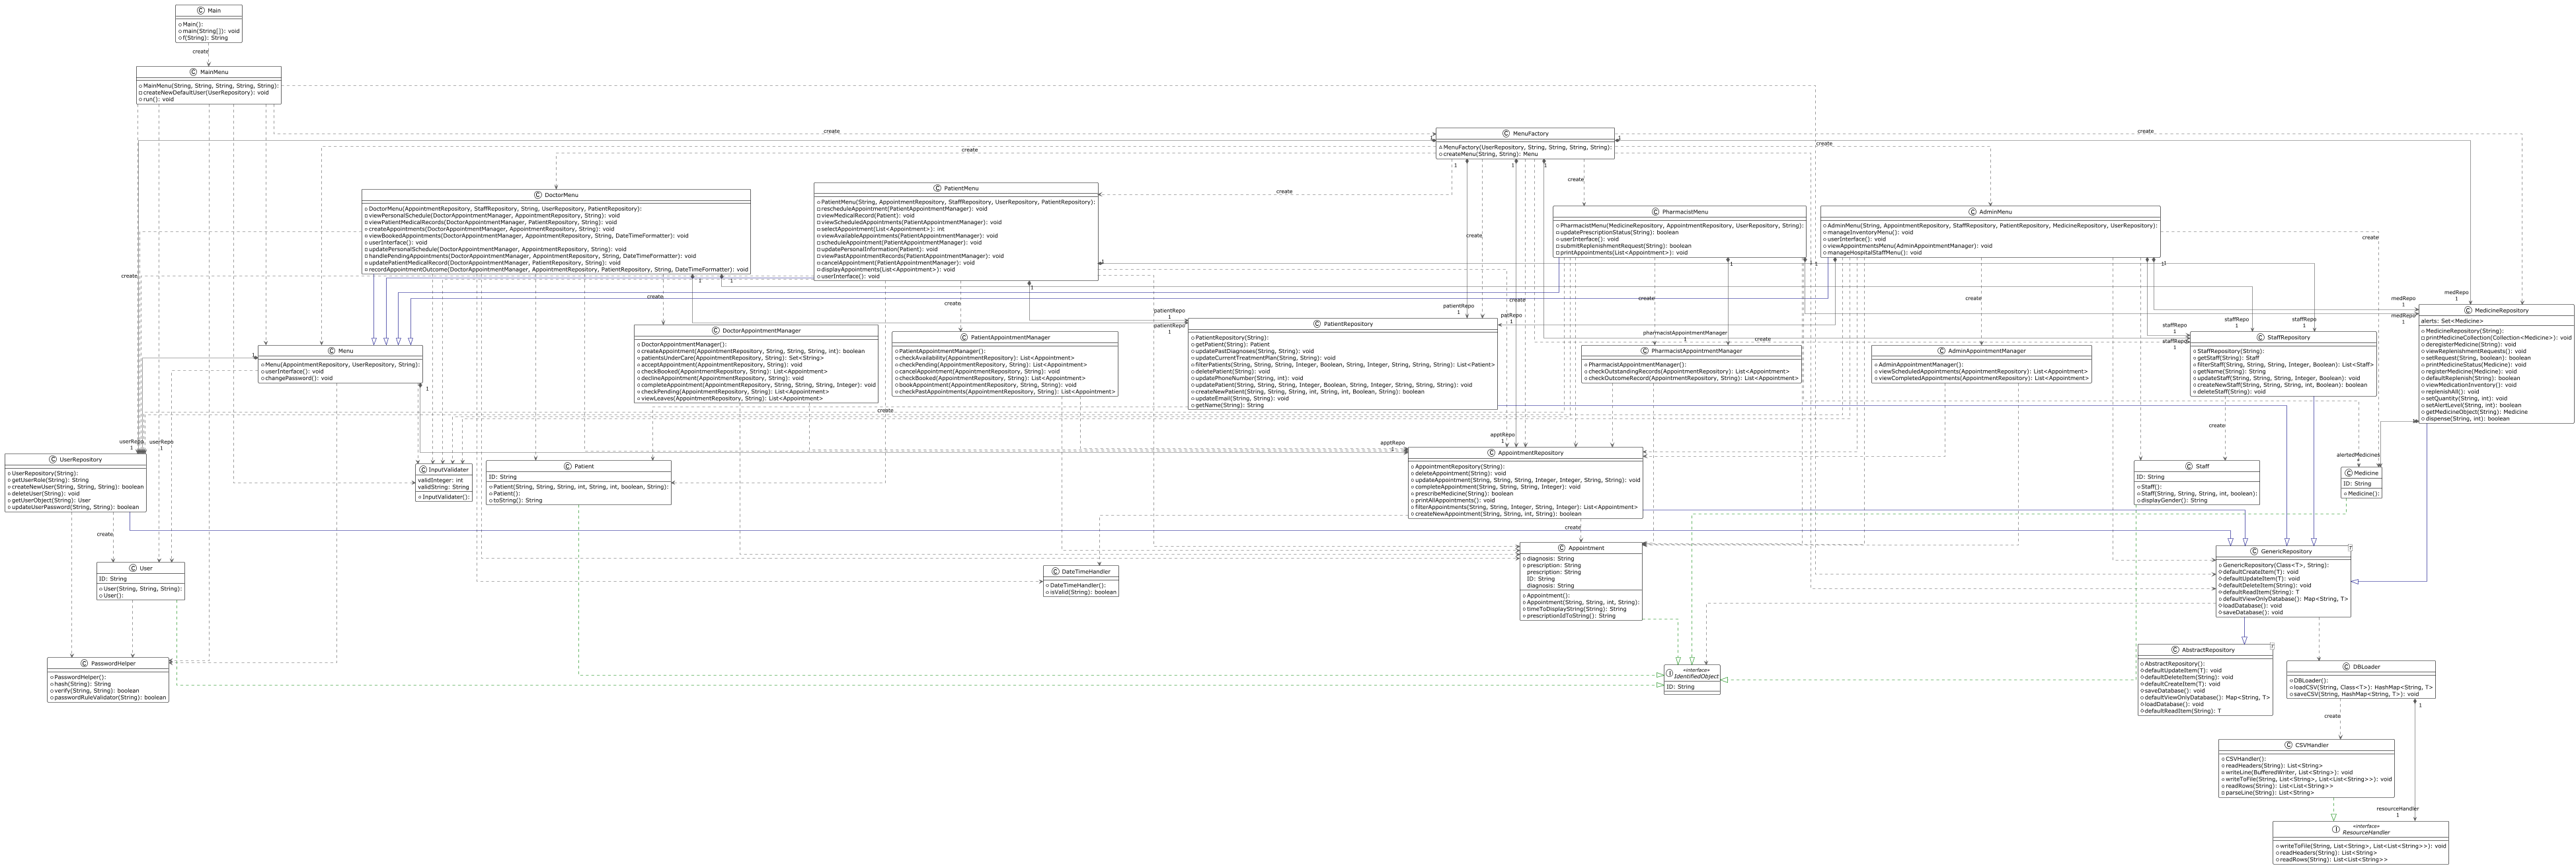 C Main
Main():
main(String[]): void
f(String): String
create
C MainMenu
MainMenu(String, String, String, String, String):
createNewDefaultUser(UserRepository): void
run(): void
create
create
C MenuFactory
MenuFactory(UserRepository, String, String, String, String):
createMenu(String, String): Menu
create
create
create
create
create
C DoctorMenu
DoctorMenu(AppointmentRepository, StaffRepository, String, UserRepository, PatientRepository):
viewPersonalSchedule(DoctorAppointmentManager, AppointmentRepository, String): void
viewPatientMedicalRecords(DoctorAppointmentManager, PatientRepository, String): void
createAppointments(DoctorAppointmentManager, AppointmentRepository, String): void
viewBookedAppointments(DoctorAppointmentManager, AppointmentRepository, String, DateTimeFormatter): void
userInterface(): void
updatePersonalSchedule(DoctorAppointmentManager, AppointmentRepository, String): void
handlePendingAppointments(DoctorAppointmentManager, AppointmentRepository, String, DateTimeFormatter): void
updatePatientMedicalRecord(DoctorAppointmentManager, PatientRepository, String): void
recordAppointmentOutcome(DoctorAppointmentManager, AppointmentRepository, PatientRepository, String, DateTimeFormatter): void
C PatientMenu
PatientMenu(String, AppointmentRepository, StaffRepository, UserRepository, PatientRepository):
rescheduleAppointment(PatientAppointmentManager): void
viewMedicalRecord(Patient): void
viewScheduledAppointments(PatientAppointmentManager): void
selectAppointment(List<Appointment>): int
viewAvailableAppointments(PatientAppointmentManager): void
scheduleAppointment(PatientAppointmentManager): void
updatePersonalInformation(Patient): void
viewPastAppointmentRecords(PatientAppointmentManager): void
cancelAppointment(PatientAppointmentManager): void
displayAppointments(List<Appointment>): void
userInterface(): void
C PharmacistMenu
PharmacistMenu(MedicineRepository, AppointmentRepository, UserRepository, String):
updatePrescriptionStatus(String): boolean
userInterface(): void
submitReplenishmentRequest(String): boolean
printAppointments(List<Appointment>): void
C AdminMenu
AdminMenu(String, AppointmentRepository, StaffRepository, PatientRepository, MedicineRepository, UserRepository):
manageInventoryMenu(): void
userInterface(): void
viewAppointmentsMenu(AdminAppointmentManager): void
manageHospitalStaffMenu(): void
create
create
create
create
create
create
create
medRepo
1
medRepo
1
medRepo
1
C MedicineRepository
alerts: Set<Medicine>
MedicineRepository(String):
printMedicineCollection(Collection<Medicine>): void
deregisterMedicine(String): void
viewReplenishmentRequests(): void
setRequest(String, boolean): boolean
printMedicineStatus(Medicine): void
registerMedicine(Medicine): void
defaultReplenish(String): boolean
viewMedicationInventory(): void
replenishAll(): void
setQuantity(String, int): void
setAlertLevel(String, int): boolean
getMedicineObject(String): Medicine
dispense(String, int): boolean
C Menu
Menu(AppointmentRepository, UserRepository, String):
userInterface(): void
changePassword(): void
C DoctorAppointmentManager
DoctorAppointmentManager():
createAppointment(AppointmentRepository, String, String, String, int): boolean
patientsUnderCare(AppointmentRepository, String): Set<String>
acceptAppointment(AppointmentRepository, String): void
checkBooked(AppointmentRepository, String): List<Appointment>
declineAppointment(AppointmentRepository, String): void
completeAppointment(AppointmentRepository, String, String, String, Integer): void
checkPending(AppointmentRepository, String): List<Appointment>
viewLeaves(AppointmentRepository, String): List<Appointment>
C PatientAppointmentManager
PatientAppointmentManager():
checkAvailability(AppointmentRepository): List<Appointment>
checkPending(AppointmentRepository, String): List<Appointment>
cancelAppointment(AppointmentRepository, String): void
checkBooked(AppointmentRepository, String): List<Appointment>
bookAppointment(AppointmentRepository, String, String): void
checkPastAppointments(AppointmentRepository, String): List<Appointment>
patientRepo
1
patientRepo
1
patientRepo
1
patRepo
1
C PatientRepository
PatientRepository(String):
getPatient(String): Patient
updatePastDiagnoses(String, String): void
updateCurrentTreatmentPlan(String, String): void
filterPatients(String, String, String, Integer, Boolean, String, Integer, String, String, String): List<Patient>
deletePatient(String): void
updatePhoneNumber(String, int): void
updatePatient(String, String, String, Integer, Boolean, String, Integer, String, String, String): void
createNewPatient(String, String, String, int, String, int, Boolean, String): boolean
updateEmail(String, String): void
getName(String): String
pharmacistAppointmentManager
1
C PharmacistAppointmentManager
PharmacistAppointmentManager():
checkOutstandingRecords(AppointmentRepository): List<Appointment>
checkOutcomeRecord(AppointmentRepository, String): List<Appointment>
C AdminAppointmentManager
AdminAppointmentManager():
viewScheduledAppointments(AppointmentRepository): List<Appointment>
viewCompletedAppointments(AppointmentRepository): List<Appointment>
staffRepo
1
staffRepo
1
staffRepo
1
C StaffRepository
StaffRepository(String):
getStaff(String): Staff
filterStaff(String, String, String, Integer, Boolean): List<Staff>
getName(String): String
updateStaff(String, String, String, Integer, Boolean): void
createNewStaff(String, String, String, int, Boolean): boolean
deleteStaff(String): void
create
create
userRepo
1
userRepo
1
C UserRepository
UserRepository(String):
getUserRole(String): String
createNewUser(String, String, String): boolean
deleteUser(String): void
getUserObject(String): User
updateUserPassword(String, String): boolean
C InputValidater
validInteger: int
validString: String
InputValidater():
C Patient
ID: String
Patient(String, String, String, int, String, int, boolean, String):
Patient():
toString(): String
apptRepo
1
apptRepo
1
C AppointmentRepository
AppointmentRepository(String):
deleteAppointment(String): void
updateAppointment(String, String, String, Integer, Integer, String, String): void
completeAppointment(String, String, String, Integer): void
prescribeMedicine(String): boolean
printAllAppointments(): void
filterAppointments(String, String, Integer, String, Integer): List<Appointment>
createNewAppointment(String, String, int, String): boolean
C Staff
ID: String
Staff():
Staff(String, String, String, int, boolean):
displayGender(): String
alertedMedicines
C Medicine
ID: String
Medicine():
create
create
C User
ID: String
User(String, String, String):
User():
C DateTimeHandler
DateTimeHandler():
isValid(String): boolean
C Appointment
diagnosis: String
prescription: String
prescription: String
ID: String
diagnosis: String
Appointment():
Appointment(String, String, int, String):
timeToDisplayString(String): String
prescriptionIdToString(): String
C GenericRepository T
GenericRepository(Class<T>, String):
defaultCreateItem(T): void
defaultUpdateItem(T): void
defaultDeleteItem(String): void
defaultReadItem(String): T
defaultViewOnlyDatabase(): Map<String, T>
loadDatabase(): void
saveDatabase(): void
C PasswordHelper
PasswordHelper():
hash(String): String
verify(String, String): boolean
passwordRuleValidator(String): boolean
I «interface»
IdentifiedObject
ID: String
C AbstractRepository T
AbstractRepository():
defaultUpdateItem(T): void
defaultDeleteItem(String): void
defaultCreateItem(T): void
saveDatabase(): void
defaultViewOnlyDatabase(): Map<String, T>
loadDatabase(): void
defaultReadItem(String): T
C DBLoader
DBLoader():
loadCSV(String, Class<T>): HashMap<String, T>
saveCSV(String, HashMap<String, T>): void
1
create
C CSVHandler
CSVHandler():
readHeaders(String): List<String>
writeLine(BufferedWriter, List<String>): void
writeToFile(String, List<String>, List<List<String>>): void
readRows(String): List<List<String>>
parseLine(String): List<String>
resourceHandler
1
I «interface»
ResourceHandler
writeToFile(String, List<String>, List<List<String>>): void
readHeaders(String): List<String>
readRows(String): List<List<String>>